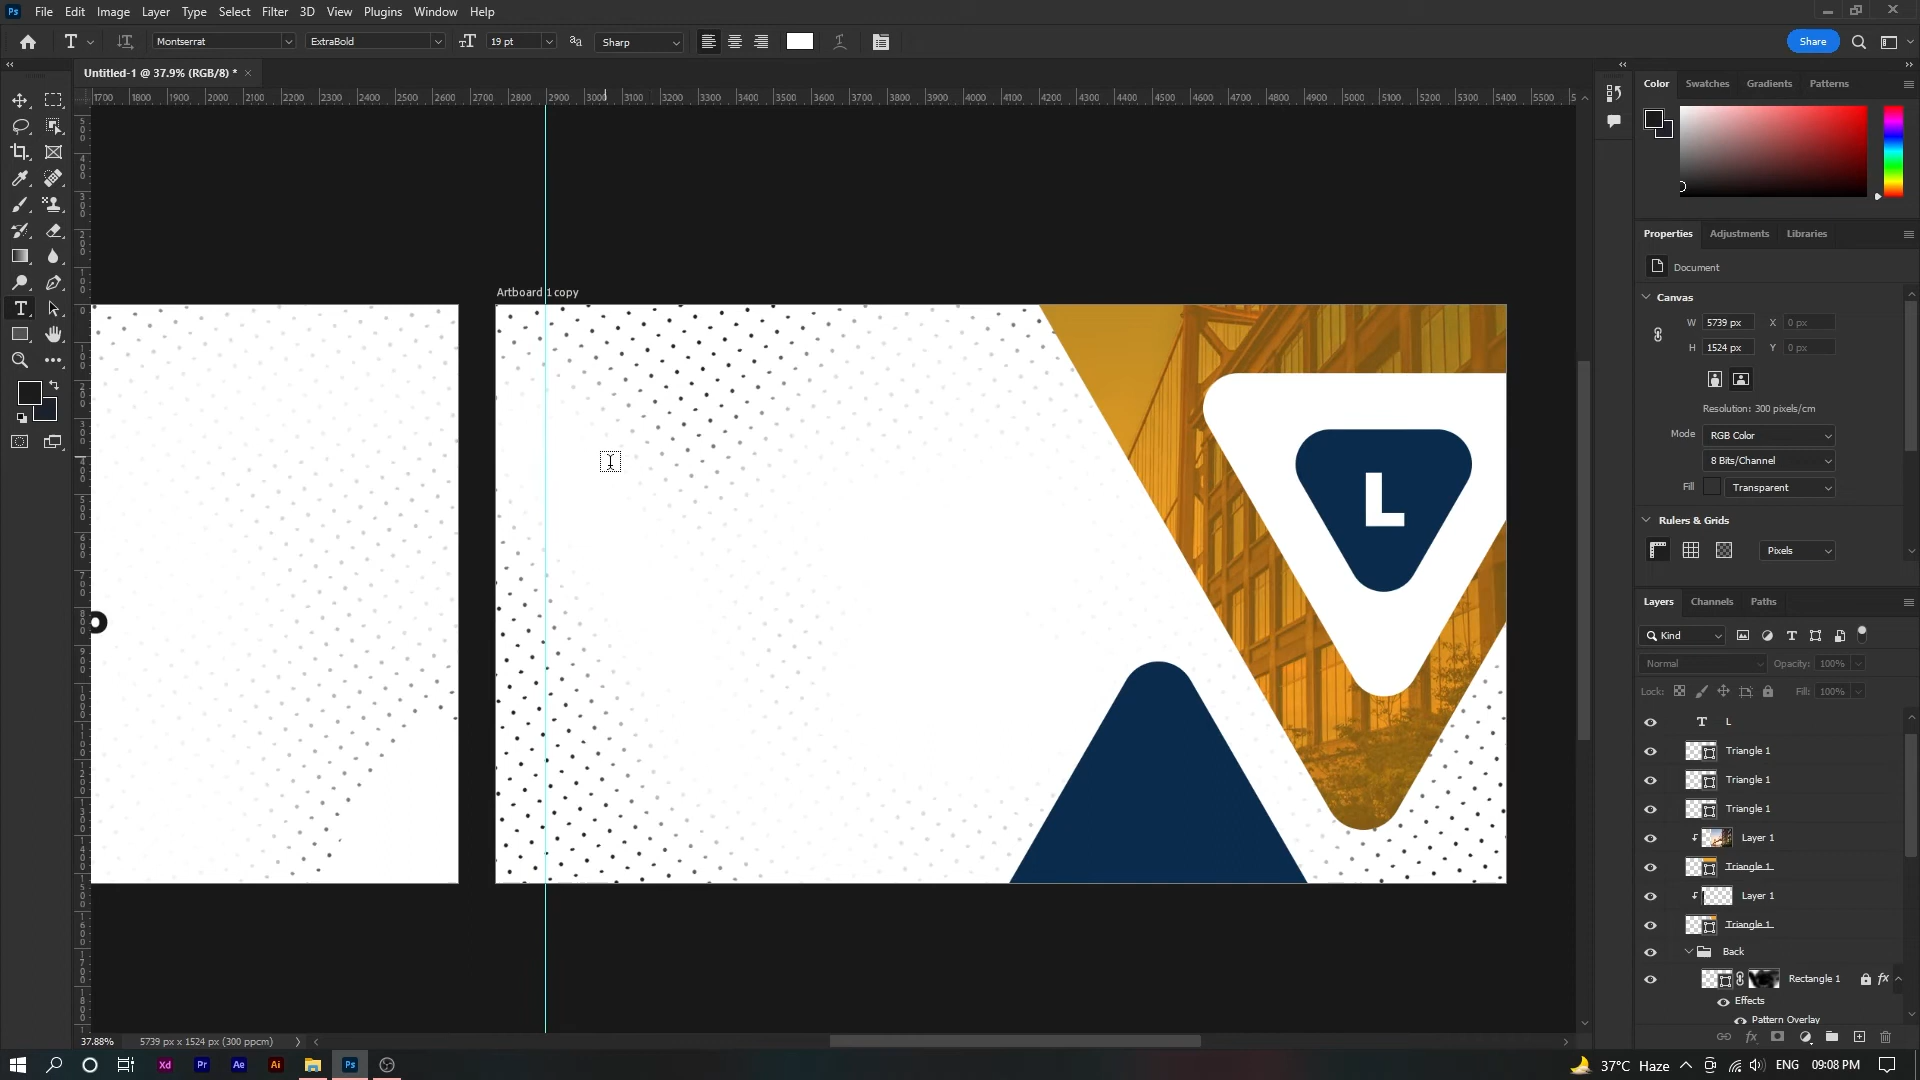 Ps File Edit Image Layer Type Select Filter 3D View Plugins Window Help
Montserrat ExtraBold 19 pt Sharp Share
Untitled-1 @ 37.9% (RGB/8) *
Color Swatches Gradients Patterns
1700 1800 1900 2000 2100 2200 2300 2400 2500 2600 2700 2800 2900 3000 3100 3200 3300 3400 3500 3600 3700 3800 3900 4000 4100 4200 4300 4400 4500 4600 4700 4800 4900 5000 5100 5200 5300 5400 5500
Artboard 1 copy
L
Properties Adjustments Libraries
Document
Canvas
W 5739 px X 0 px
H 1524 px Y 0 px
Resolution: 300 pixels/cm
Mode RGB Color
8 Bits/Channel
Fill Transparent
Rulers & Grids
Pixels
Layers Channels Paths
Kind
Normal Opacity: 100%
Lock: Fill: 100%
T L
Triangle 1
Triangle 1
Triangle 1
Layer 1
Triangle 1
Layer 1
Triangle 1
Back
Rectangle 1 fx
Effects
Pattern Overlay
37.88% 5739 px x 1524 px (300 ppcm)
Xd Pr Ae Ai Ps
37°C Haze ENG 09:08 PM